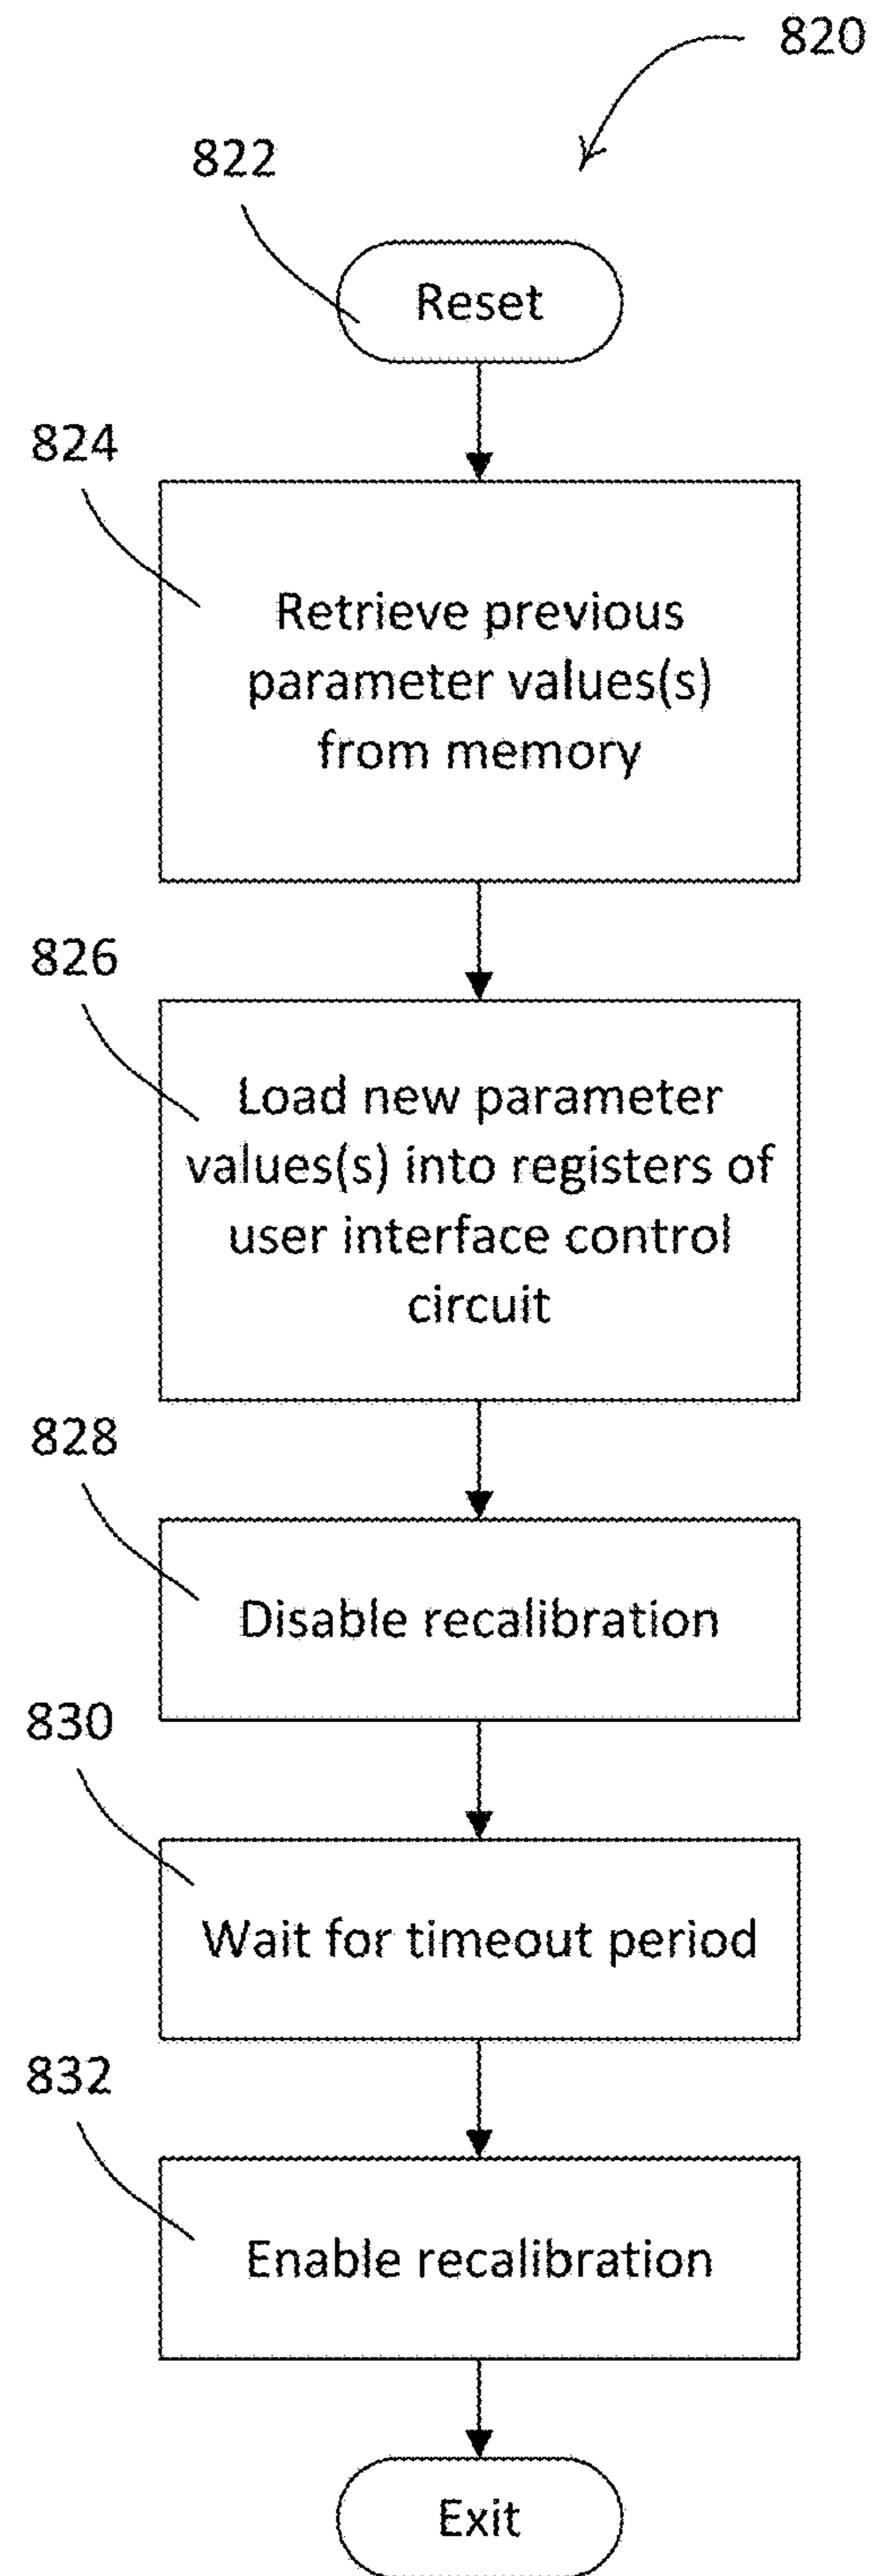 820
822
Reset
824
Retrieve previous
parameter values(s)
from memory
826
Load new parameter
values(s) into registers of
user interface control
circuit
828
Disable recalibration
830
Wait for timeout period
832
Enable recalibration
Exit